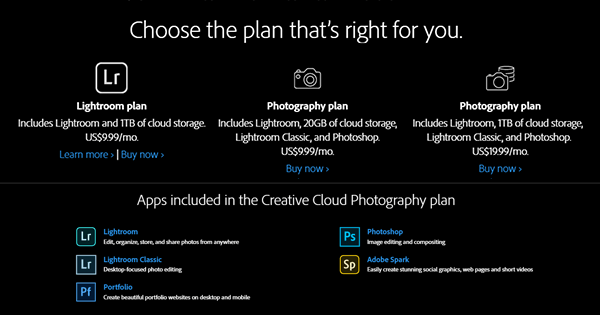 Choose the plan that's right for you.
Lr
Lightroom plan
Includes Lightroom and 1TB of cloud storage.
US$9.99/mo.
Learn more › | Buy now ›
Photography plan
Includes Lightroom, 20GB of cloud storage,
Lightroom Classic, and Photoshop.
US$9.99/mo.
Buy now ›
Photography plan
Includes Lightroom, 1TB of cloud storage,
Lightroom Classic, and Photoshop.
US$19.99/mo.
Buy now ›
Apps included in the Creative Cloud Photography plan
Lr
Lightroom
Edit, organize, store, and share photos from anywhere
Lr
Lightroom Classic
Desktop-focused photo editing
Pf
Portfolio
Create beautiful portfolio websites on desktop and mobile
Ps
Photoshop
Image editing and compositing
Sp
Adobe Spark
Easily create stunning social graphics, web pages and short videos